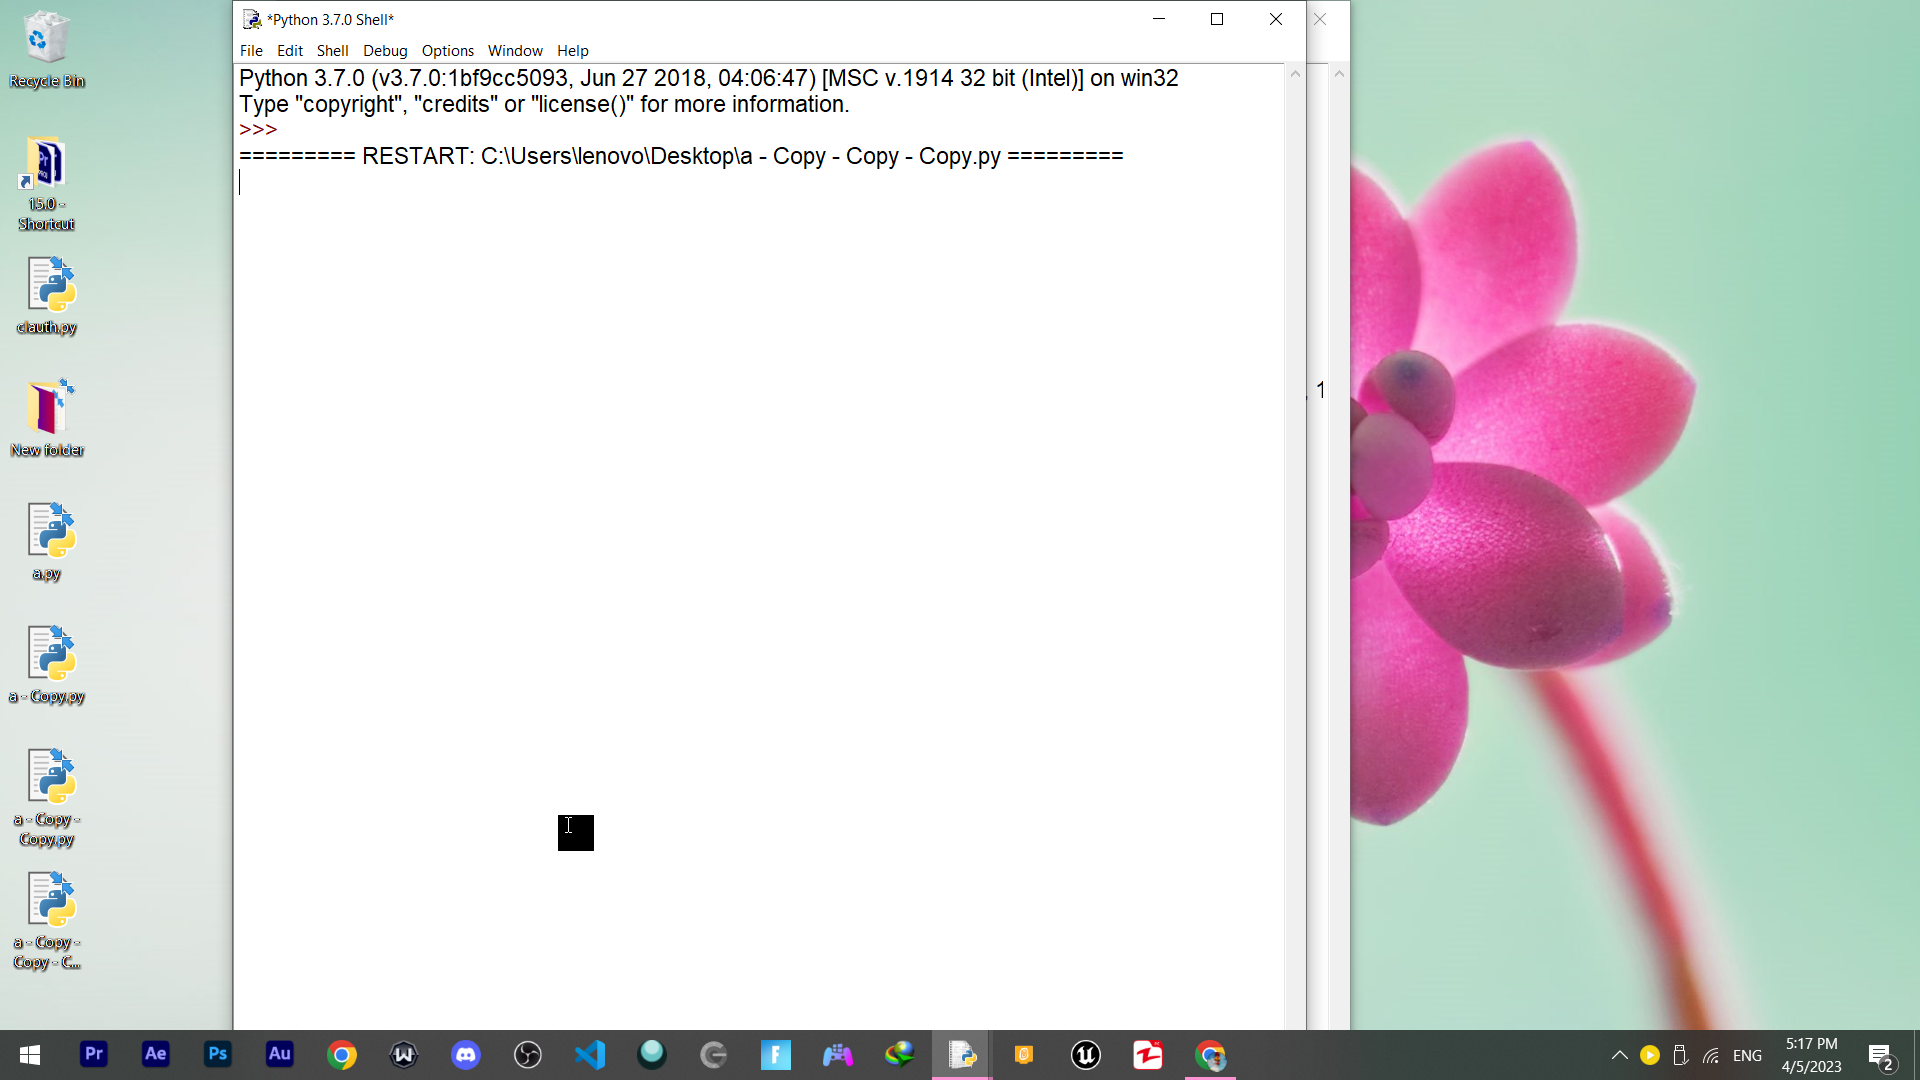 *Python 3.7.0 Shell*
File Edit Shell Debug Options Window Help
Python 3.7.0 (v3.7.0:1bf9cc5093, Jun 27 2018, 04:06:47) [MSC v.1914 32 bit (Intel)] on win32
Type "copyright", "credits" or "license()" for more information.
>>>
========= RESTART: C:\Users\lenovo\Desktop\a - Copy - Copy - Copy.py =========
, 1
Recycle Bin
15.0 -
Shortcut
clauth.py
New folder
a.py
a - Copy.py
a - Copy -
Copy.py
a - Copy -
Copy - C...
Pr
Ae
Ps
Au
ENG
5:17 PM
4/5/2023
2